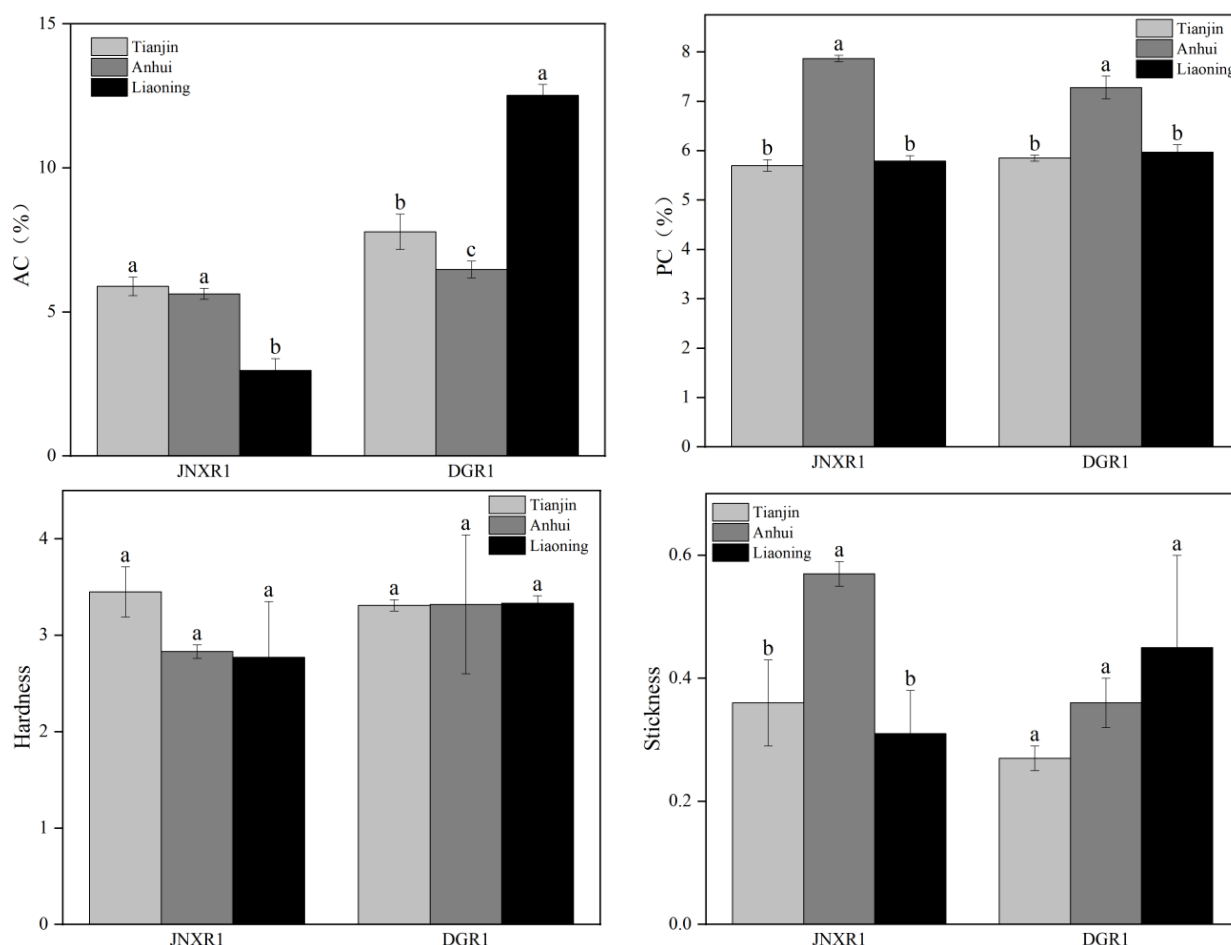 15
10
5
0
AC（%）
Tianjin
Anhui
Liaoning
a
a
b
b
c
a
JNXR1
DGR1
8
7
6
5
4
3
2
1
0
PC（%）
Tianjin
Anhui
Liaoning
b
a
b
b
a
b
JNXR1
DGR1
4
3
2
1
0
Hardness
Tianjin
Anhui
Liaoning
a
a
a
a
a
a
JNXR1
DGR1
0.6
0.4
0.2
0.0
Stickness
Tianjin
Anhui
Liaoning
b
a
b
a
a
a
JNXR1
DGR1